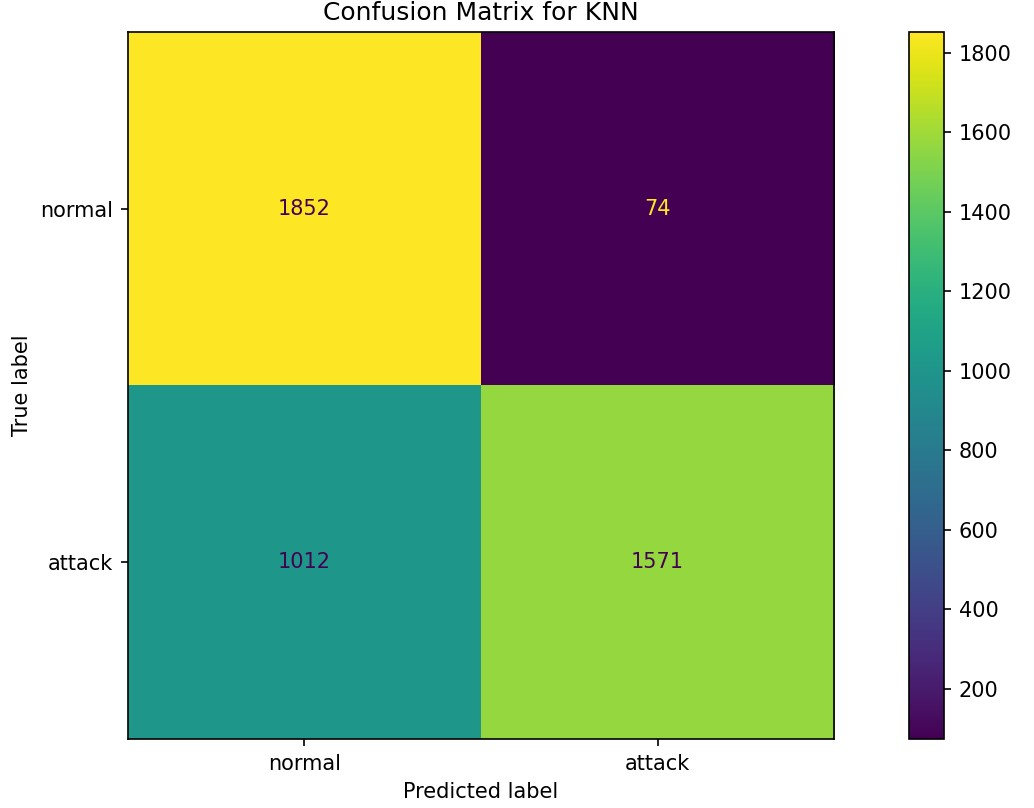 Confusion Matrix for KNN
normal
1852
74
True label
attack
1012
1571
normal
attack
Predicted label
1800
1600
1400
1200
1000
800
600
400
200